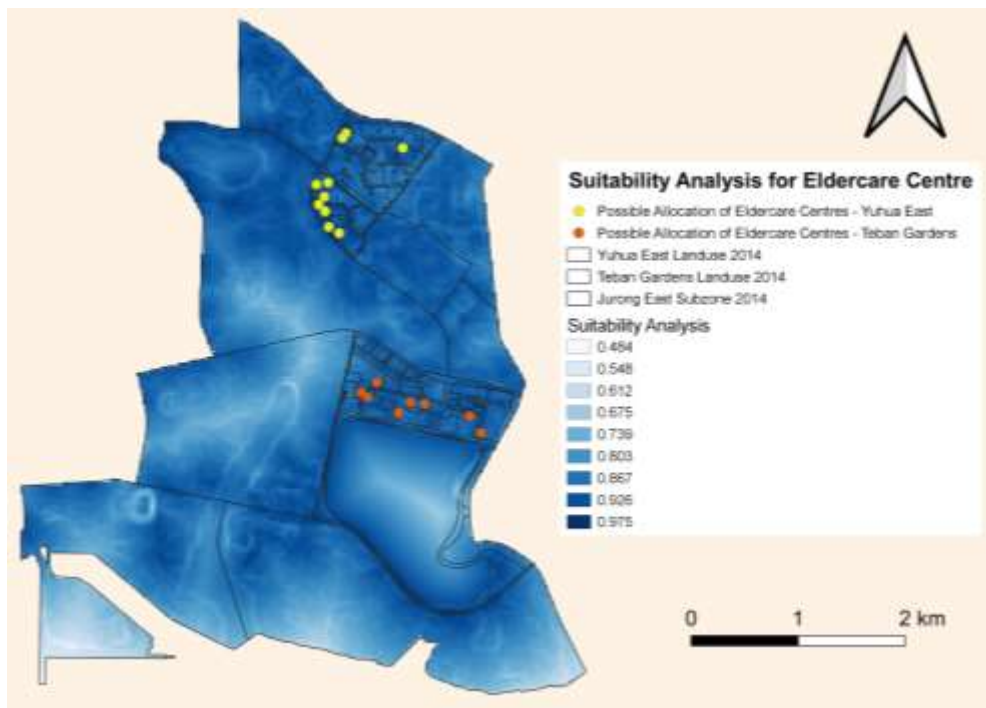 Suitability Analysis for Eldercare Centre
Possible Allocation of Eldercare Centres - Yuhua East
Possible Allocation of Eldercare Centres - Teban Gardens
Yuhua East Landuse 2014
Teban Gardens Landuse 2014
Jurong East Subzone 2014
Suitability Analysis
0.484
0.548
0.612
0.675
0.739
0.803
0.867
0.926
0.975
0 1 2 km